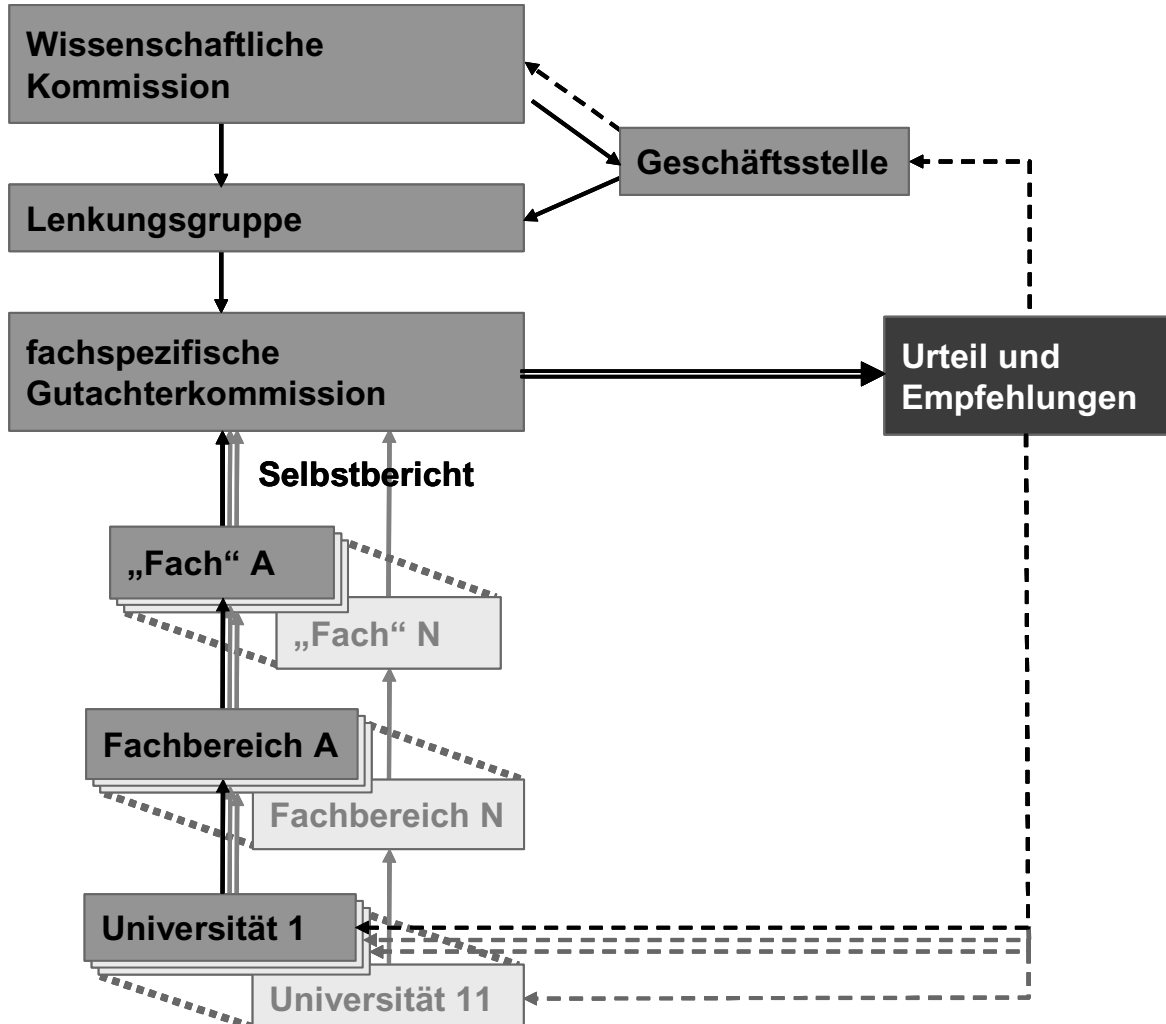 Wissenschaftliche
Kommission
Geschäftsstelle
Lenkungsgruppe
fachspezifische
Gutachterkommission
Urteil und
Empfehlungen
Selbstbericht
„Fach“ A
„Fach“ N
Fachbereich A
Fachbereich N
Universität 1
Universität 11